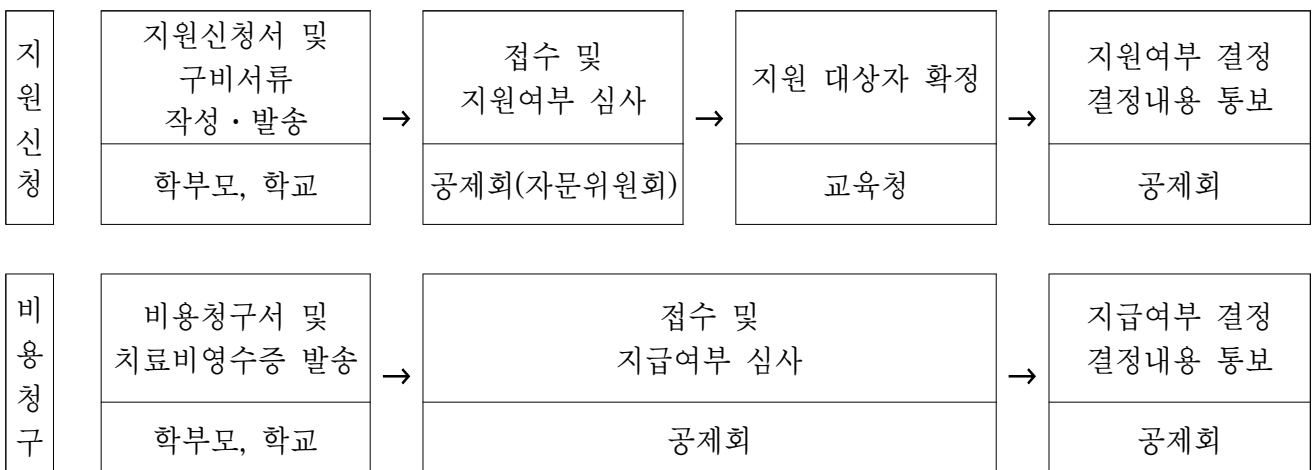 지원신청
지원신청서 및
구비서류
작성·발송
학부모, 학교
→
접수 및
지원여부 심사
공제회(자문위원회)
→
지원 대상자 확정
교육청
→
지원여부 결정
결정내용 통보
공제회
비용청구
비용청구서 및
치료비영수증 발송
학부모, 학교
→
접수 및
지급여부 심사
공제회
→
지급여부 결정
결정내용 통보
공제회